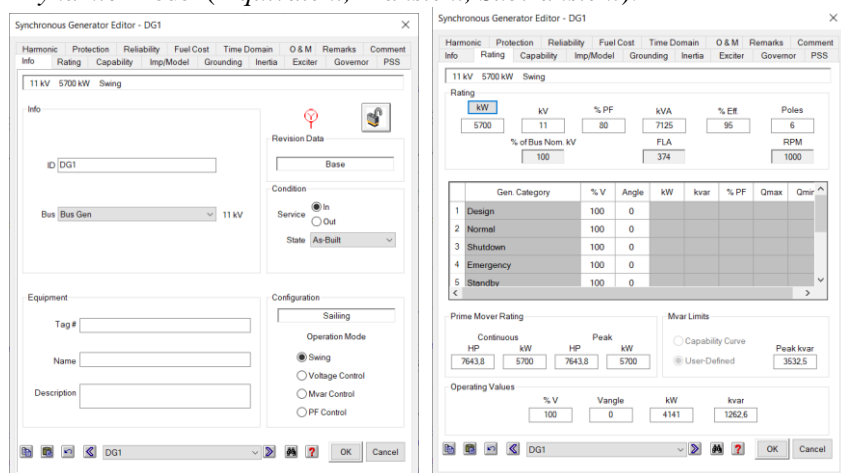 Dynamic Model (Equivalent, Transient, Subtransient).
Synchronous Generator Editor - DG1
Harmonic Protection Reliability Fuel Cost Time Domain O & M Remarks Comment
Info Rating Capability Imp/Model Grounding Inertia Exciter Governor PSS
11 kV 5700 kW Swing
Info
Revision Data
Base
ID DG1
Condition
Bus Bus Gen 11 kV
Service In
Out
State As-Built
Equipment
Tag #
Name
Description
Configuration
Sailing
Operation Mode
Swing
Voltage Control
Mvar Control
PF Control
DG1
OK Cancel
Synchronous Generator Editor - DG1
Harmonic Protection Reliability Fuel Cost Time Domain O & M Remarks Comment
Info Rating Capability Imp/Model Grounding Inertia Exciter Governor PSS
11 kV 5700 kW Swing
Rating
kW kV % PF kVA % Eff. Poles
5700 11 80 7125 95 6
% of Bus Nom. kV FLA RPM
100 374 1000
Gen. Category % V Angle kW kvar % PF Qmax Qmin
1 Design 100 0
2 Normal 100 0
3 Shutdown 100 0
4 Emergency 100 0
5 Standby 100 0
Prime Mover Rating
Continuous Peak
HP kW HP kW
7643,8 5700 7643,8 5700
Mvar Limits
Capability Curve
User-Defined
Peak kvar
3532,5
Operating Values
% V Vangle kW kvar
100 0 4141 1262,6
DG1
OK Cancel